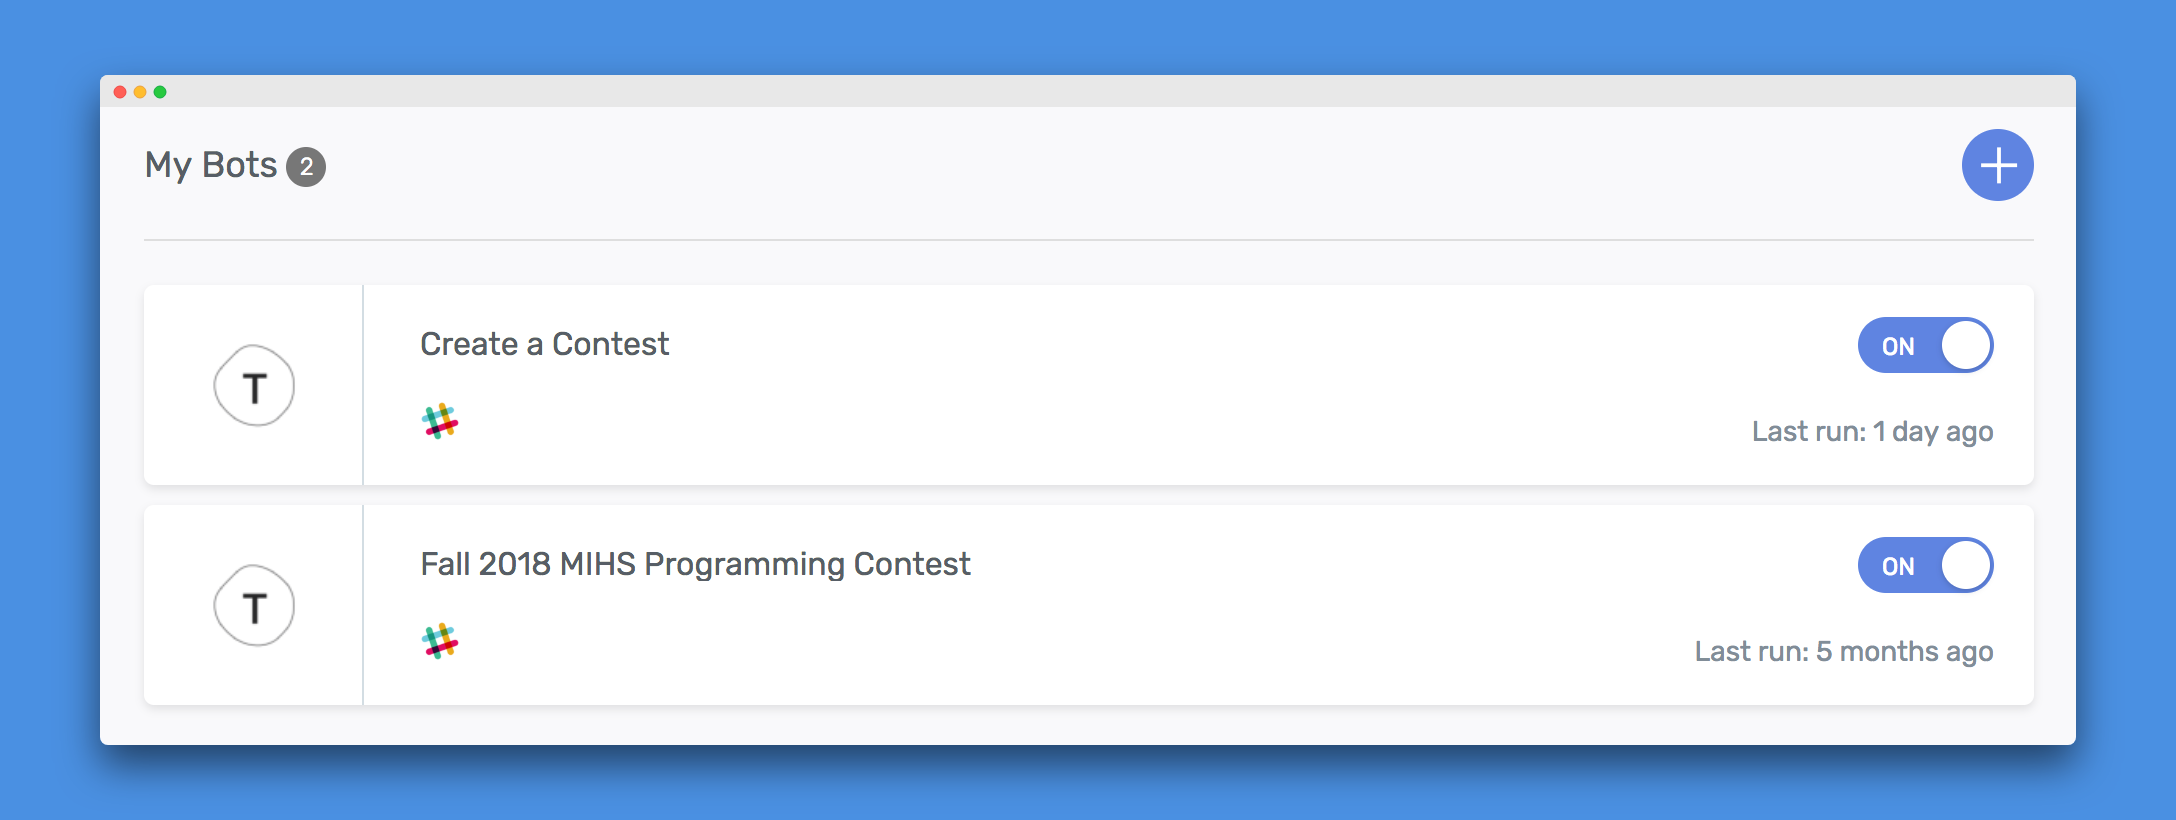 My Bots 2
T
Create a Contest
ON
Last run: 1 day ago
T
Fall 2018 MIHS Programming Contest
ON
Last run: 5 months ago